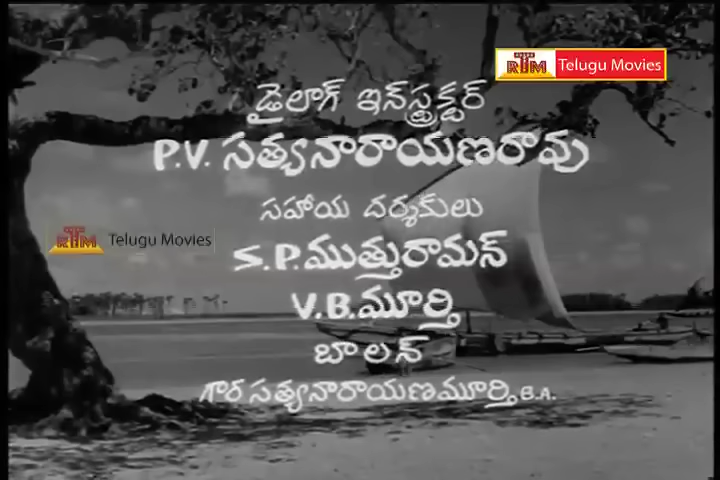 RTM Telugu Movies
డైలాగ్ ఇన్‌స్ట్రక్టర్
P.V. సత్యనారాయణరావు
సహాయ దర్శకులు
RTM Telugu Movies
S.P.ముత్తురామన్
V.B.మూర్తి
బాలన్
గార సత్యనారాయణమూర్తి B.A.